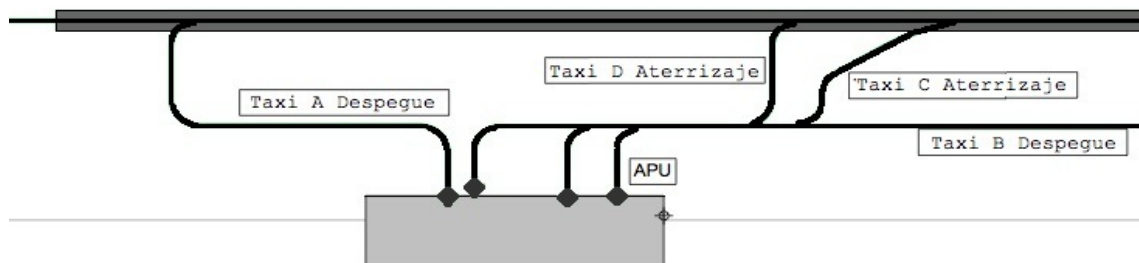 Taxi D Aterrizaje
Taxi C Aterrizaje
Taxi A Despegue
Taxi B Despegue
APU